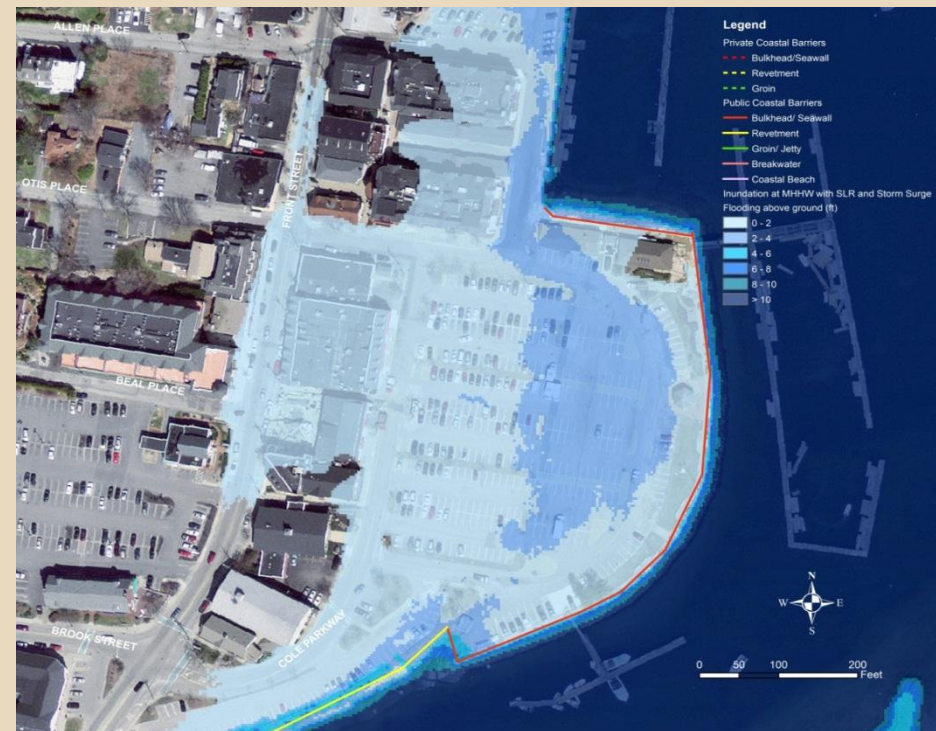 ALLEN PLACE
OTIS PLACE
FRONT STREET
BEAL PLACE
BROOK STREET
COLE PARKWAY
Legend
Private Coastal Barriers
Bulkhead/Seawall
Revetment
Groin
Public Coastal Barriers
Bulkhead/ Seawall
Revetment
Groin/ Jetty
Breakwater
Coastal Beach
Inundation at MHHW with SLR and Storm Surge
Flooding above ground (ft)
0 - 2
2 - 4
4 - 6
6 - 8
8 - 10
> 10
N
W E
S
0 50 100 200
Feet